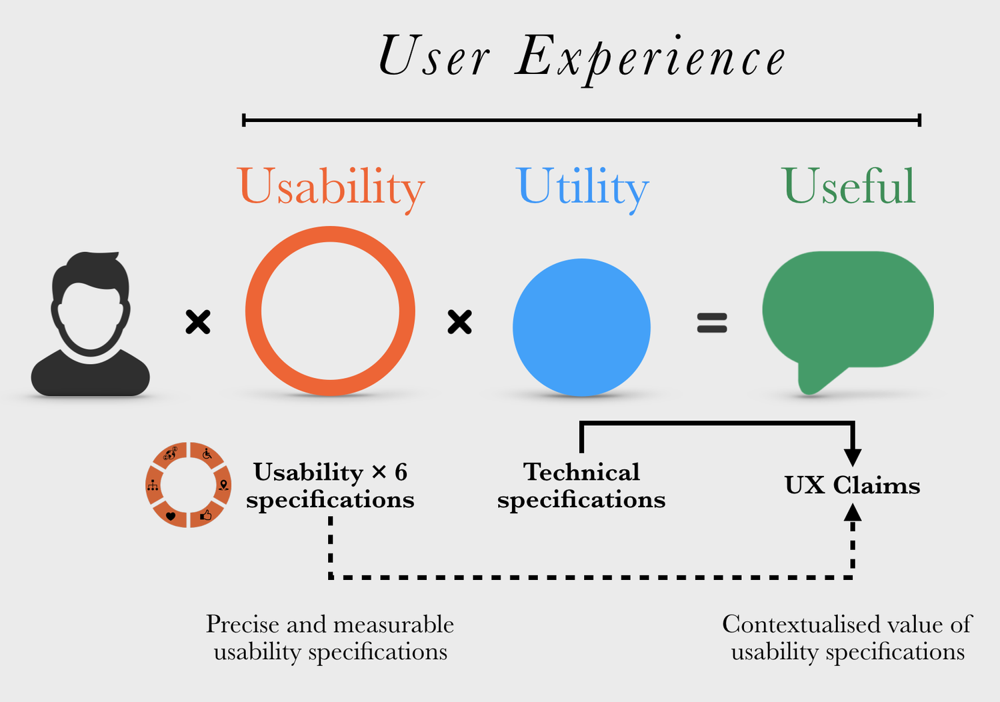 User Experience
Usability
Utility
Useful
× × =
Usability × 6
specifications
Technical
specifications
UX Claims
Precise and measurable
usability specifications
Contextualised value of
usability specifications